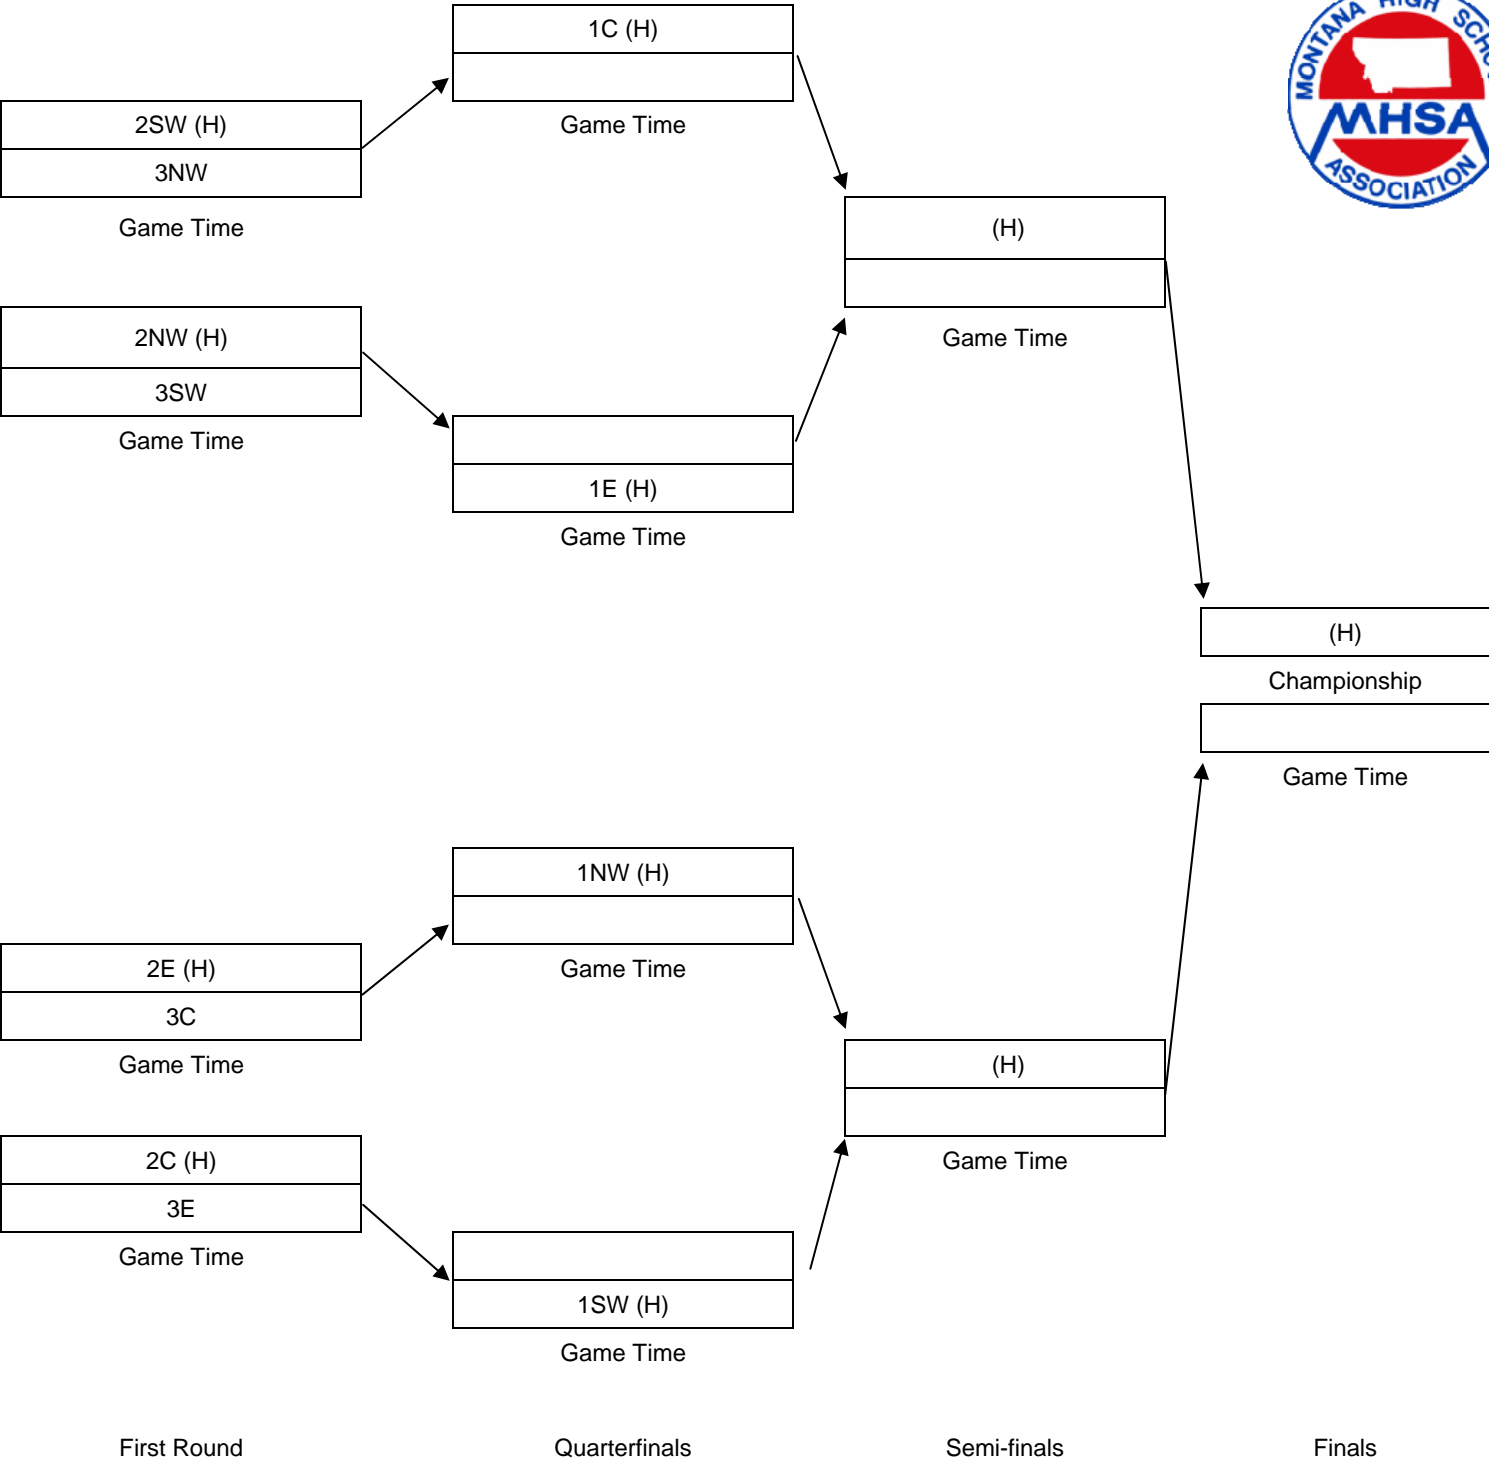 1C (H)
Game Time
2SW (H)
3NW
Game Time
2NW (H)
3SW
Game Time
1E (H)
Game Time
(H)
Game Time
MONTANA HIGH
MHSA
ASSOCIATION
(H)
Championship
Game Time
1NW (H)
Game Time
2E (H)
3C
Game Time
2C (H)
3E
Game Time
1SW (H)
Game Time
(H)
Game Time
First Round
Quarterfinals
Semi-finals
Finals